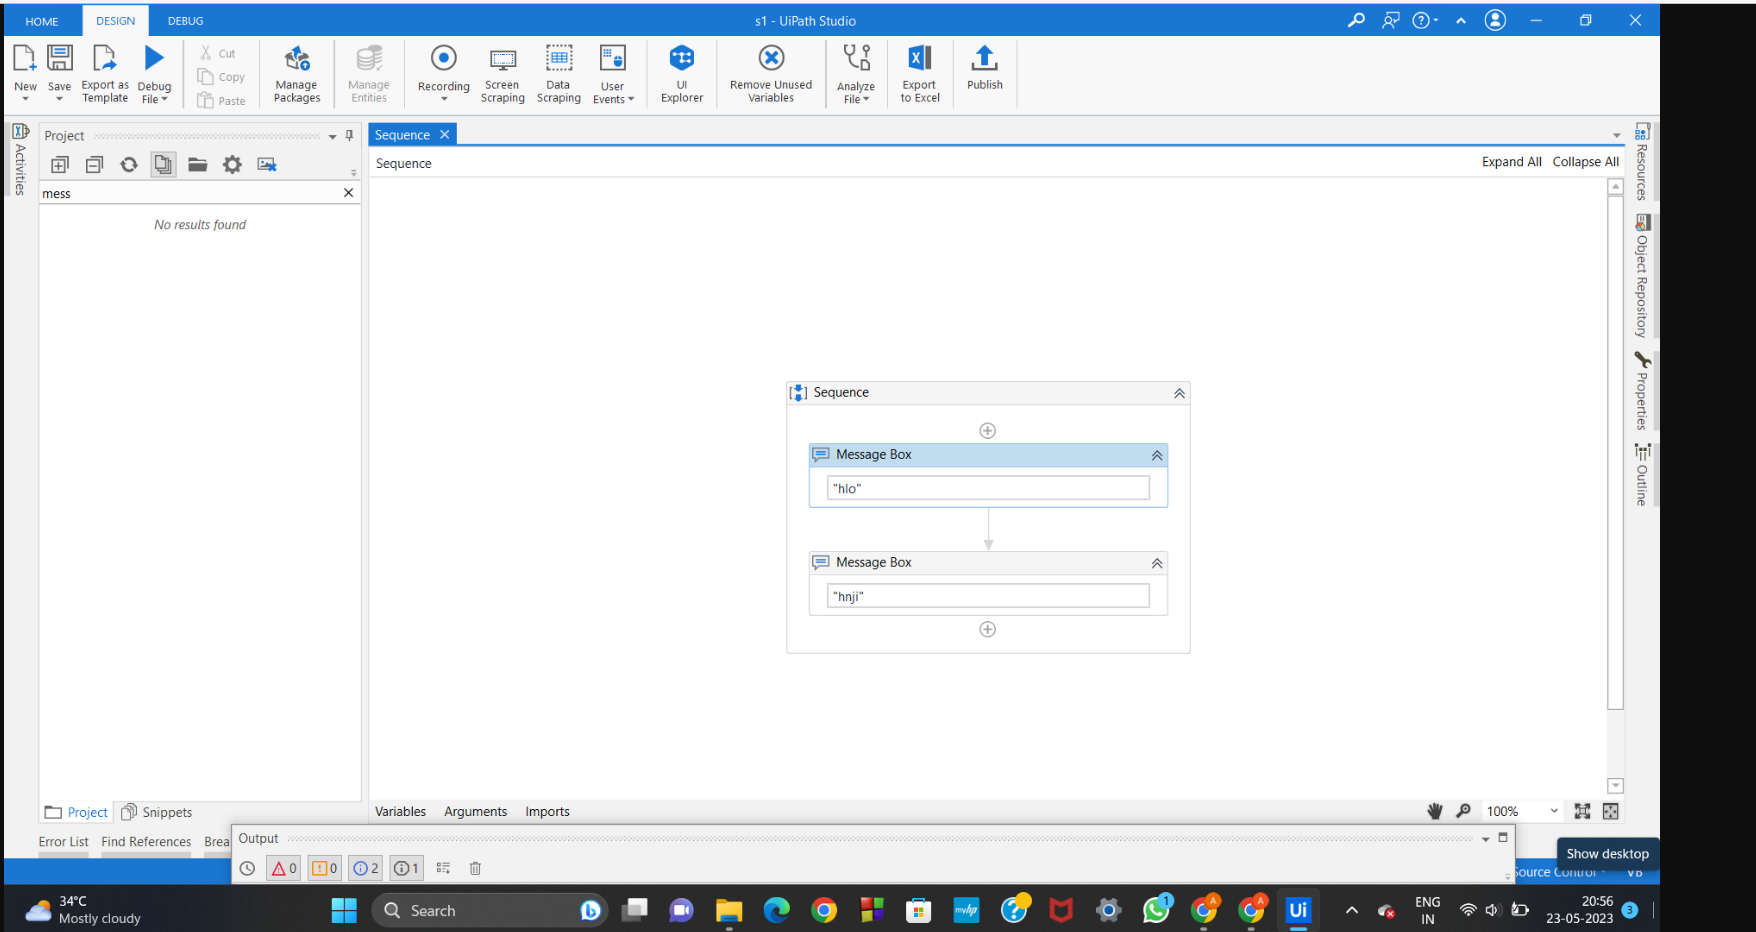 HOME DESIGN DEBUG s1 - UiPath Studio
New Save Export as Template Debug File Cut Copy Paste Manage Packages Manage Entities Recording Screen Scraping Data Scraping User Events UI Explorer Remove Unused Variables Analyze File Export to Excel Publish
Activities
Project
mess
No results found
Sequence
Sequence Expand All Collapse All
Resources
Object Repository
Properties
Outline
Sequence
Message Box
"hlo"
Message Box
"hnji"
Project Snippets
Variables Arguments Imports 100%
Error List Find References Brea
Output
0 0 2 1
Show desktop
Source Control VB
34°C
Mostly cloudy
Search
myhp
1
A
A
Ui
ENG
IN
20:56
23-05-2023
3